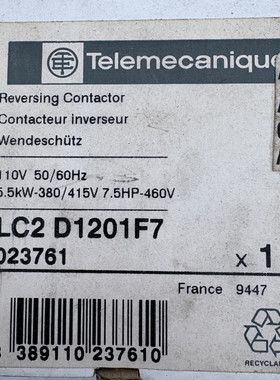 Telemecanique
Reversing Contactor
Contacteur inverseur
Wendeschütz
110V 50/60Hz
5.5kW-380/415V 7.5HP-460V
LC2 D1201F7
023761
x 1
France 9447
389110 237610